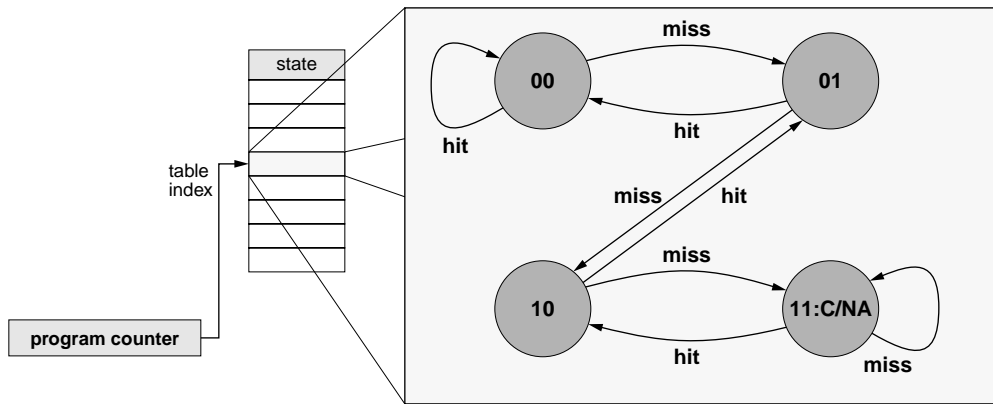 state
table
index
program counter
miss
00
01
hit
hit
miss
hit
miss
10
11:C/NA
hit
miss